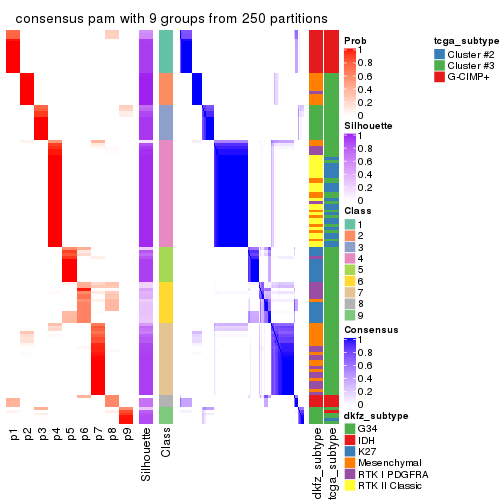 consensus pam with 9 groups from 250 partitions
Prob
1
0.8
0.6
0.4
0.2
0
Silhouette
1
0.8
0.6
0.4
0.2
0
Class
1
2
3
4
5
6
7
8
9
Consensus
1
0.8
0.6
0.4
0.2
0
dkfz_subtype
G34
IDH
K27
Mesenchymal
RTK I PDGFRA
RTK II Classic
tcga_subtype
Cluster #2
Cluster #3
G-CIMP+
p1
p2
p3
p4
p5
p6
p7
p8
p9
Silhouette
Class
dkfz_subtype
tcga_subtype